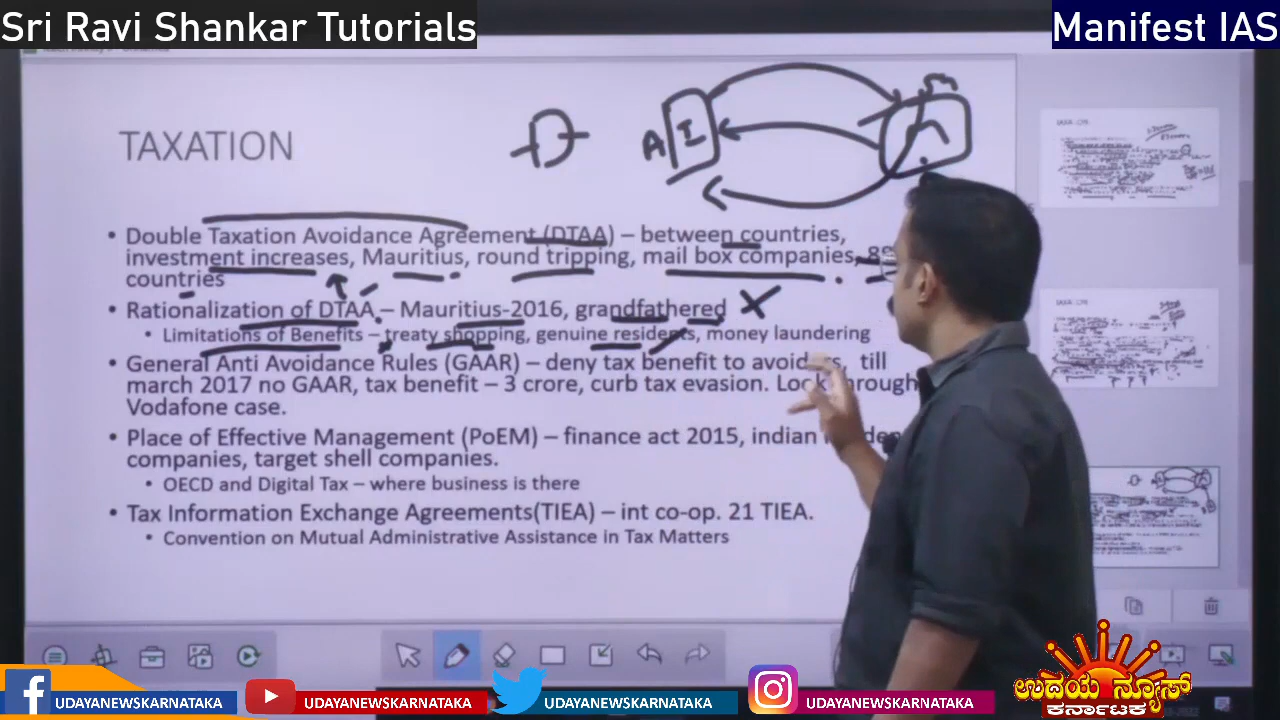 Sri Ravi Shankar Tutorials
Manifest IAS
TAXATION
A I
• Double Taxation Avoidance Agreement (DTAA) – between countries,
investment increases, Mauritius, round tripping, mail box companies,
countries
• Rationalization of DTAA – Mauritius-2016, grandfathered
• Limitations of Benefits – treaty shopping, genuine residents, money laundering
• General Anti Avoidance Rules (GAAR) – deny tax benefit to avoiders, till
march 2017 no GAAR, tax benefit – 3 crore, curb tax evasion. Look through
Vodafone case.
• Place of Effective Management (PoEM) – finance act 2015, indian
companies, target shell companies.
• OECD and Digital Tax – where business is there
• Tax Information Exchange Agreements(TIEA) – int co-op. 21 TIEA.
• Convention on Mutual Administrative Assistance in Tax Matters
UDAYANEWSKARNATAKA
UDAYANEWSKARNATAKA
UDAYANEWSKARNATAKA
UDAYANEWSKARNATAKA
ಉದಯ ನ್ಯೂಸ್
ಕರ್ನಾಟಕ